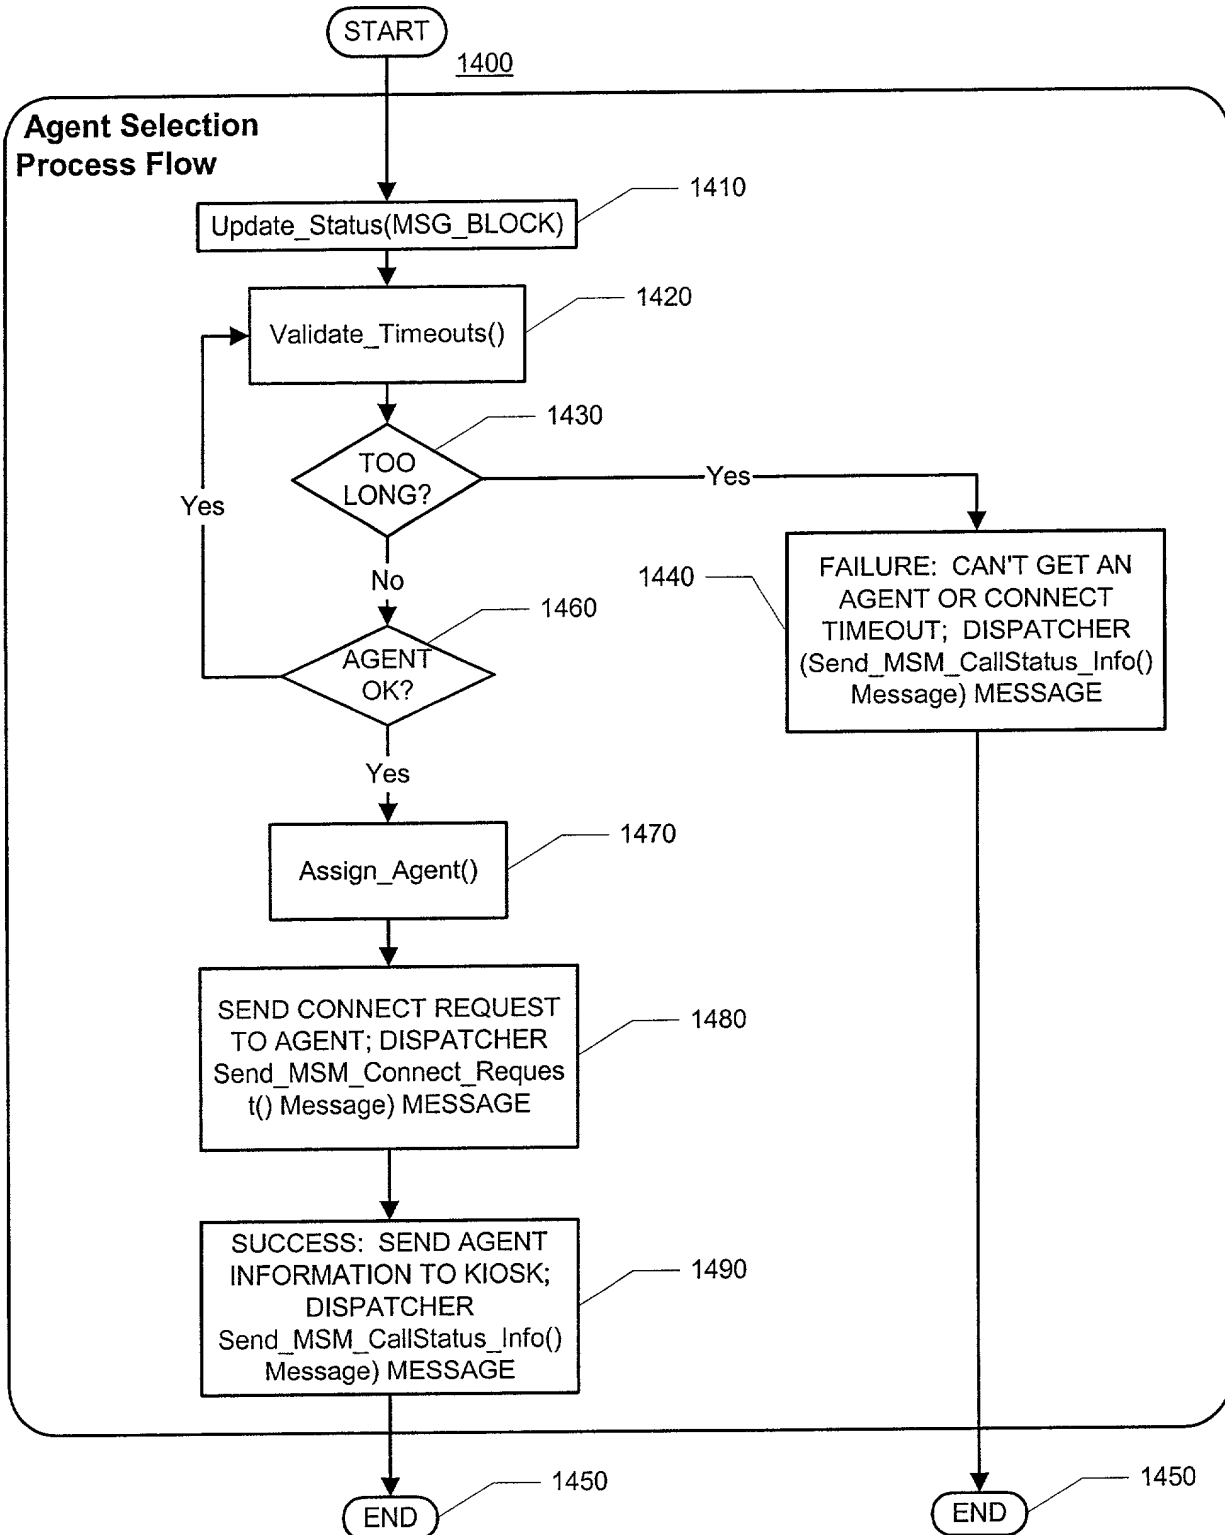 START
1400
Agent Selection
Process Flow
1410
Update_Status(MSG_BLOCK)
1420
Validate_Timeouts()
1430
TOO
LONG?
Yes
Yes
No
1440
FAILURE: CAN'T GET AN
AGENT OR CONNECT
TIMEOUT; DISPATCHER
(Send_MSM_CallStatus_Info()
Message) MESSAGE
1460
AGENT
OK?
Yes
1470
Assign_Agent()
SEND CONNECT REQUEST
TO AGENT; DISPATCHER
Send_MSM_Connect_Reques
t() Message) MESSAGE
1480
SUCCESS: SEND AGENT
INFORMATION TO KIOSK;
DISPATCHER
Send_MSM_CallStatus_Info()
Message) MESSAGE
1490
1450
END
1450
END